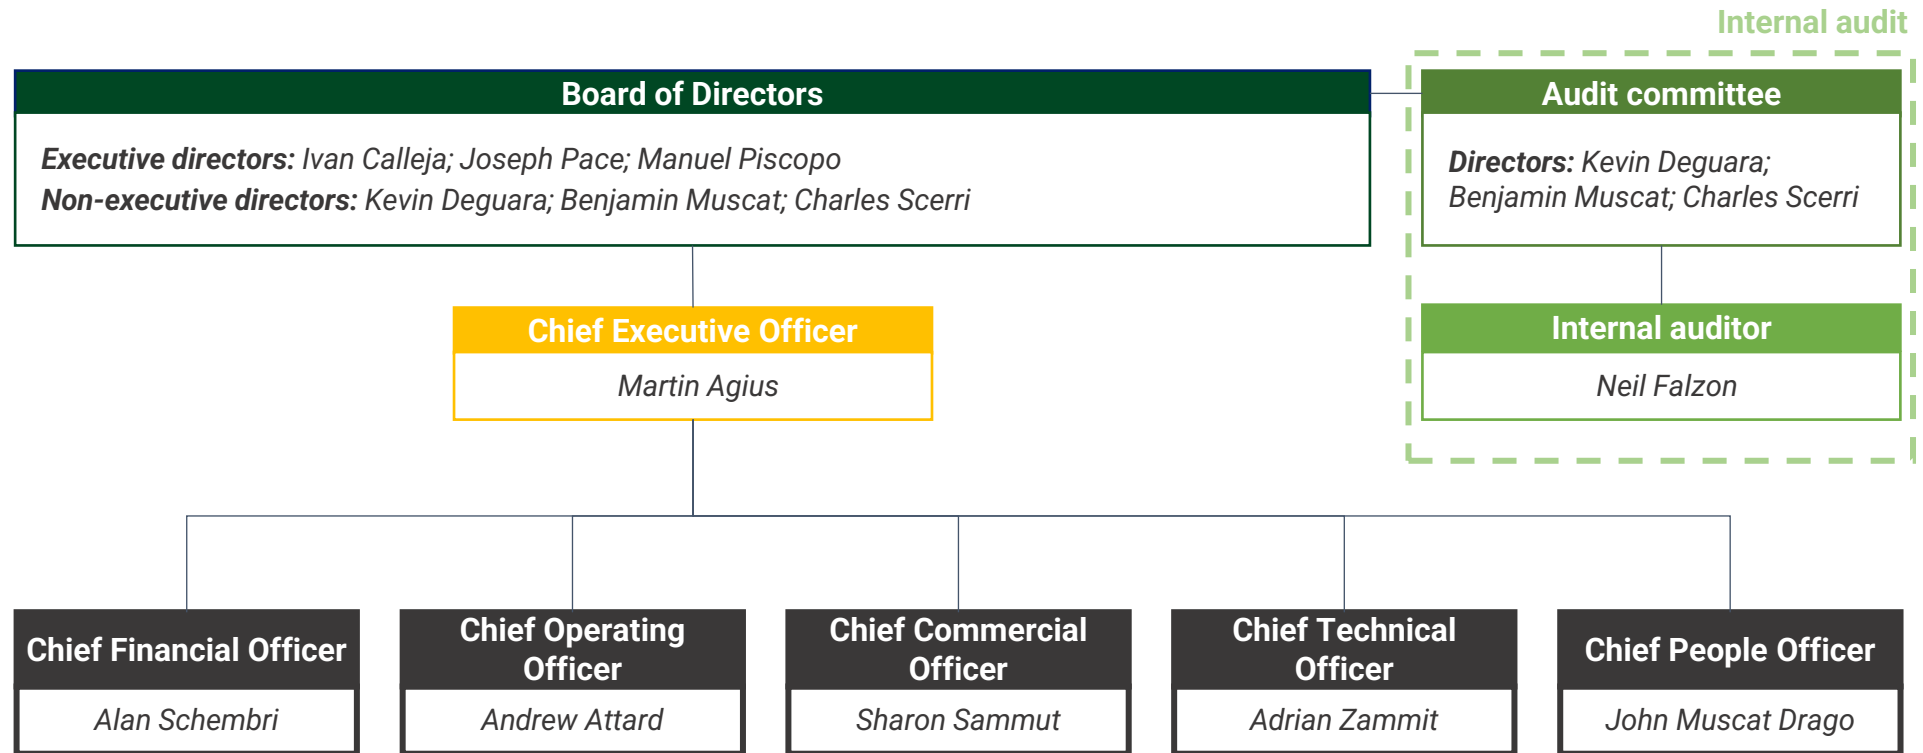 Internal audit
Board of Directors
Executive directors: Ivan Calleja; Joseph Pace; Manuel Piscopo
Non-executive directors: Kevin Deguara; Benjamin Muscat; Charles Scerri
Audit committee
Directors: Kevin Deguara;
Benjamin Muscat; Charles Scerri
Chief Executive Officer
Martin Agius
Internal auditor
Neil Falzon
Chief Financial Officer
Alan Schembri
Chief Operating
Officer
Andrew Attard
Chief Commercial
Officer
Sharon Sammut
Chief Technical
Officer
Adrian Zammit
Chief People Officer
John Muscat Drago